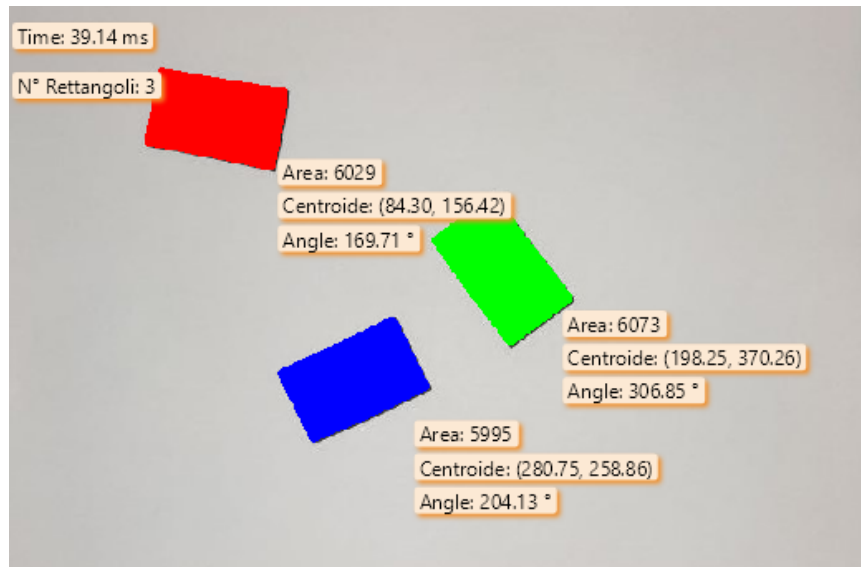 Time: 39.14 ms
N° Rettangoli: 3
Area: 6029
Centroide: (84.30, 156.42)
Angle: 169.71 °
Area: 6073
Centroide: (198.25, 370.26)
Angle: 306.85 °
Area: 5995
Centroide: (280.75, 258.86)
Angle: 204.13 °